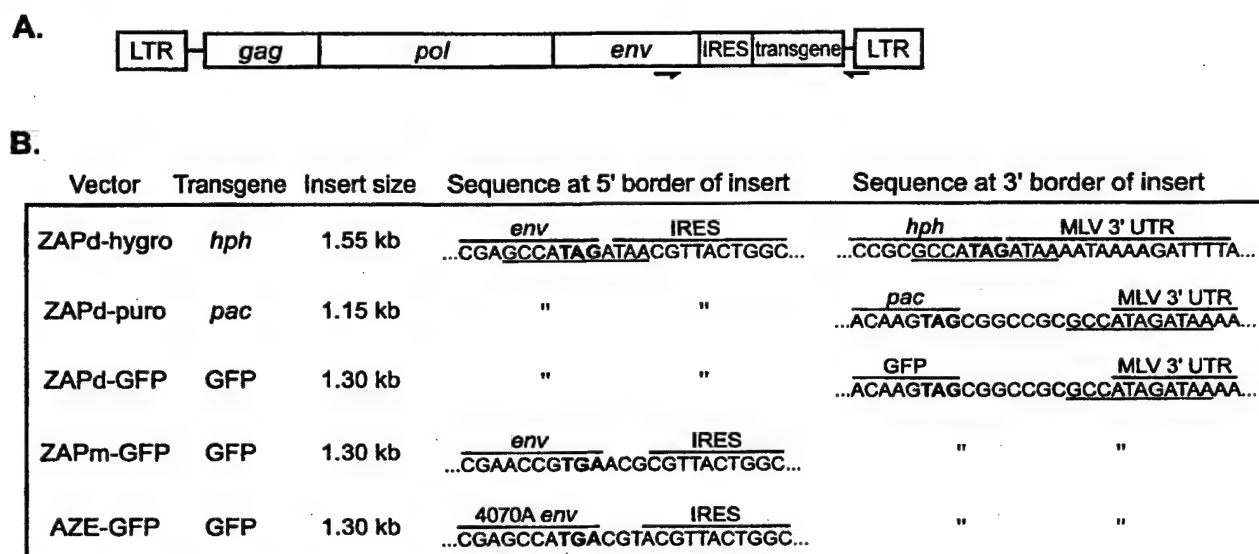 A.
LTR gag pol env IRES transgene LTR
B.
Vector Transgene Insert size Sequence at 5' border of insert Sequence at 3' border of insert
env IRES hph MLV 3' UTR
ZAPd-hygro hph 1.55 kb ...CGAGCCATAGATAACGTTACTGGC... ...CCGCGCCATAGATAAAATAAAAGATTTTA...
pac MLV 3' UTR
ZAPd-puro pac 1.15 kb " " ...ACAAGTAGCGGCCGCGCCATAGATAAAA...
GFP MLV 3' UTR
ZAPd-GFP GFP 1.30 kb " " ...ACAAGTAGCGGCCGCGCCATAGATAAAA...
env IRES
ZAPm-GFP GFP 1.30 kb ...CGAACCGTGAACGCGTTACTGGC... " "
4070A env IRES
AZE-GFP GFP 1.30 kb ...CGAGCCATGACGTACGTTACTGGC... " "